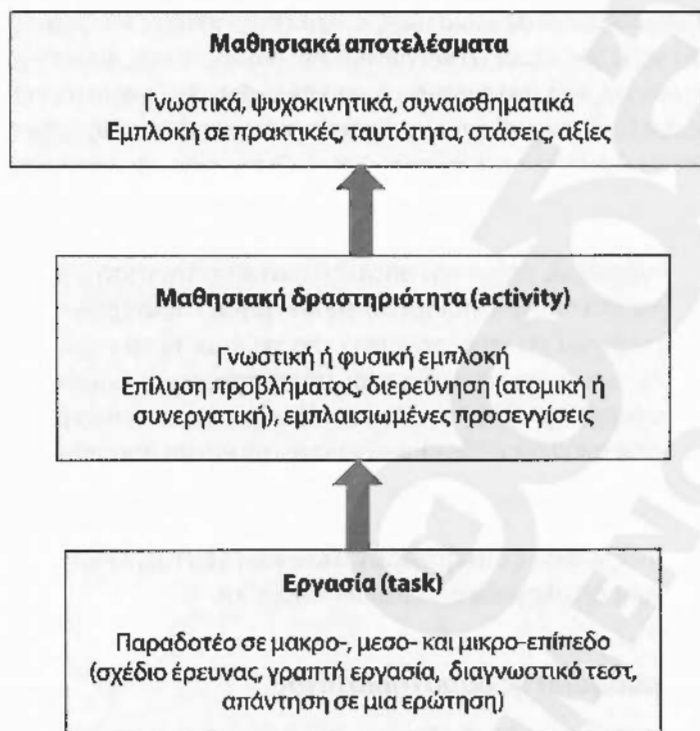 Μαθησιακά αποτελέσματα
Γνωστικά, ψυχοκινητικά, συναισθηματικά
Εμπλοκή σε πρακτικές, ταυτότητα, στάσεις, αξίες
Μαθησιακή δραστηριότητα (activity)
Γνωστική ή φυσική εμπλοκή
Επίλυση προβλήματος, διερεύνηση (ατομική ή
συνεργατική), εμπλαισιωμένες προσεγγίσεις
Εργασία (task)
Παραδοτέο σε μακρο-, μεσο- και μικρο-επίπεδο
(σχέδιο έρευνας, γραπτή εργασία, διαγνωστικό τεστ,
απάντηση σε μια ερώτηση)